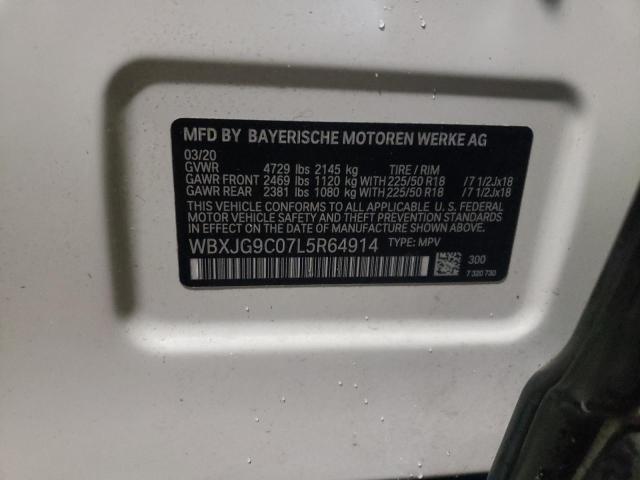 MFD BY BAYERISCHE MOTOREN WERKE AG
03/20
GVWR 4729 lbs 2145 kg TIRE / RIM
GAWR FRONT 2469 lbs 1120 kg WITH 225/50 R18 / 7 1/2Jx18
GAWR REAR 2381 lbs 1080 kg WITH 225/50 R18 / 7 1/2Jx18
THIS VEHICLE CONFORMS TO ALL APPLICABLE U. S. FEDERAL
MOTOR VEHICLE SAFETY AND THEFT PREVENTION STANDARDS
IN EFFECT ON THE DATE OF MANUFACTURE SHOWN ABOVE.
WBXJG9C07L5R64914 TYPE: MPV
300
7 320 730